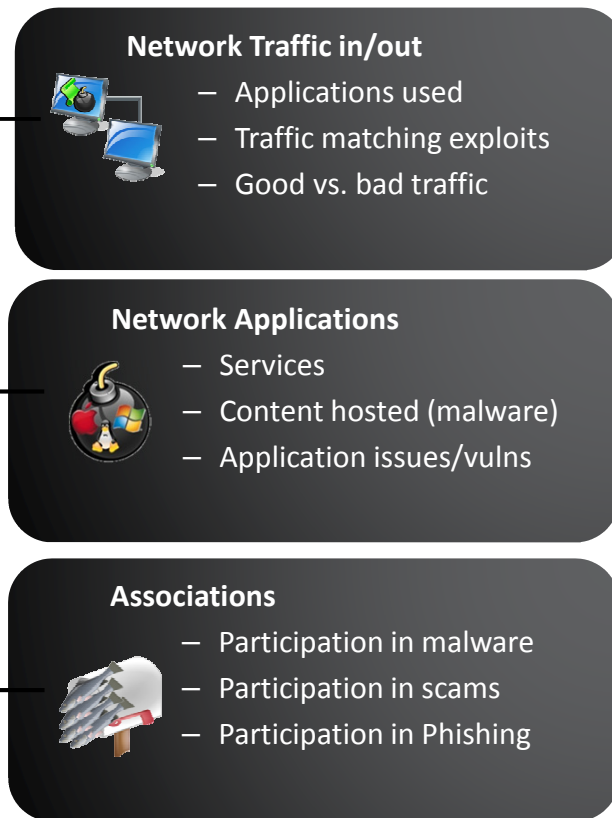 Network Traffic in/out
– Applications used
– Traffic matching exploits
– Good vs. bad traffic
Network Applications
– Services
– Content hosted (malware)
– Application issues/vulns
Associations
– Participation in malware
– Participation in scams
– Participation in Phishing